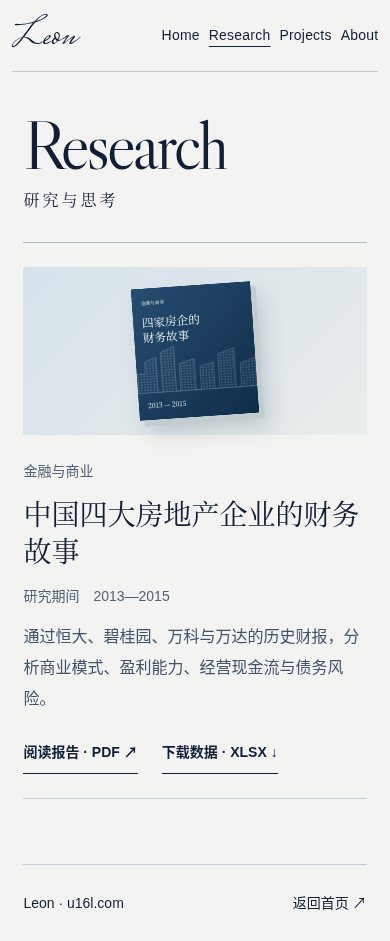 Leon
Home Research Projects About
Research
研究与思考
金融与商业
四家房企的
财务故事
2013 — 2015
金融与商业
中国四大房地产企业的财务
故事
研究期间 2013—2015
通过恒大、碧桂园、万科与万达的历史财报，分
析商业模式、盈利能力、经营现金流与债务风
险。
阅读报告 · PDF ↗ 下载数据 · XLSX ↓
Leon · u16l.com 返回首页 ↗